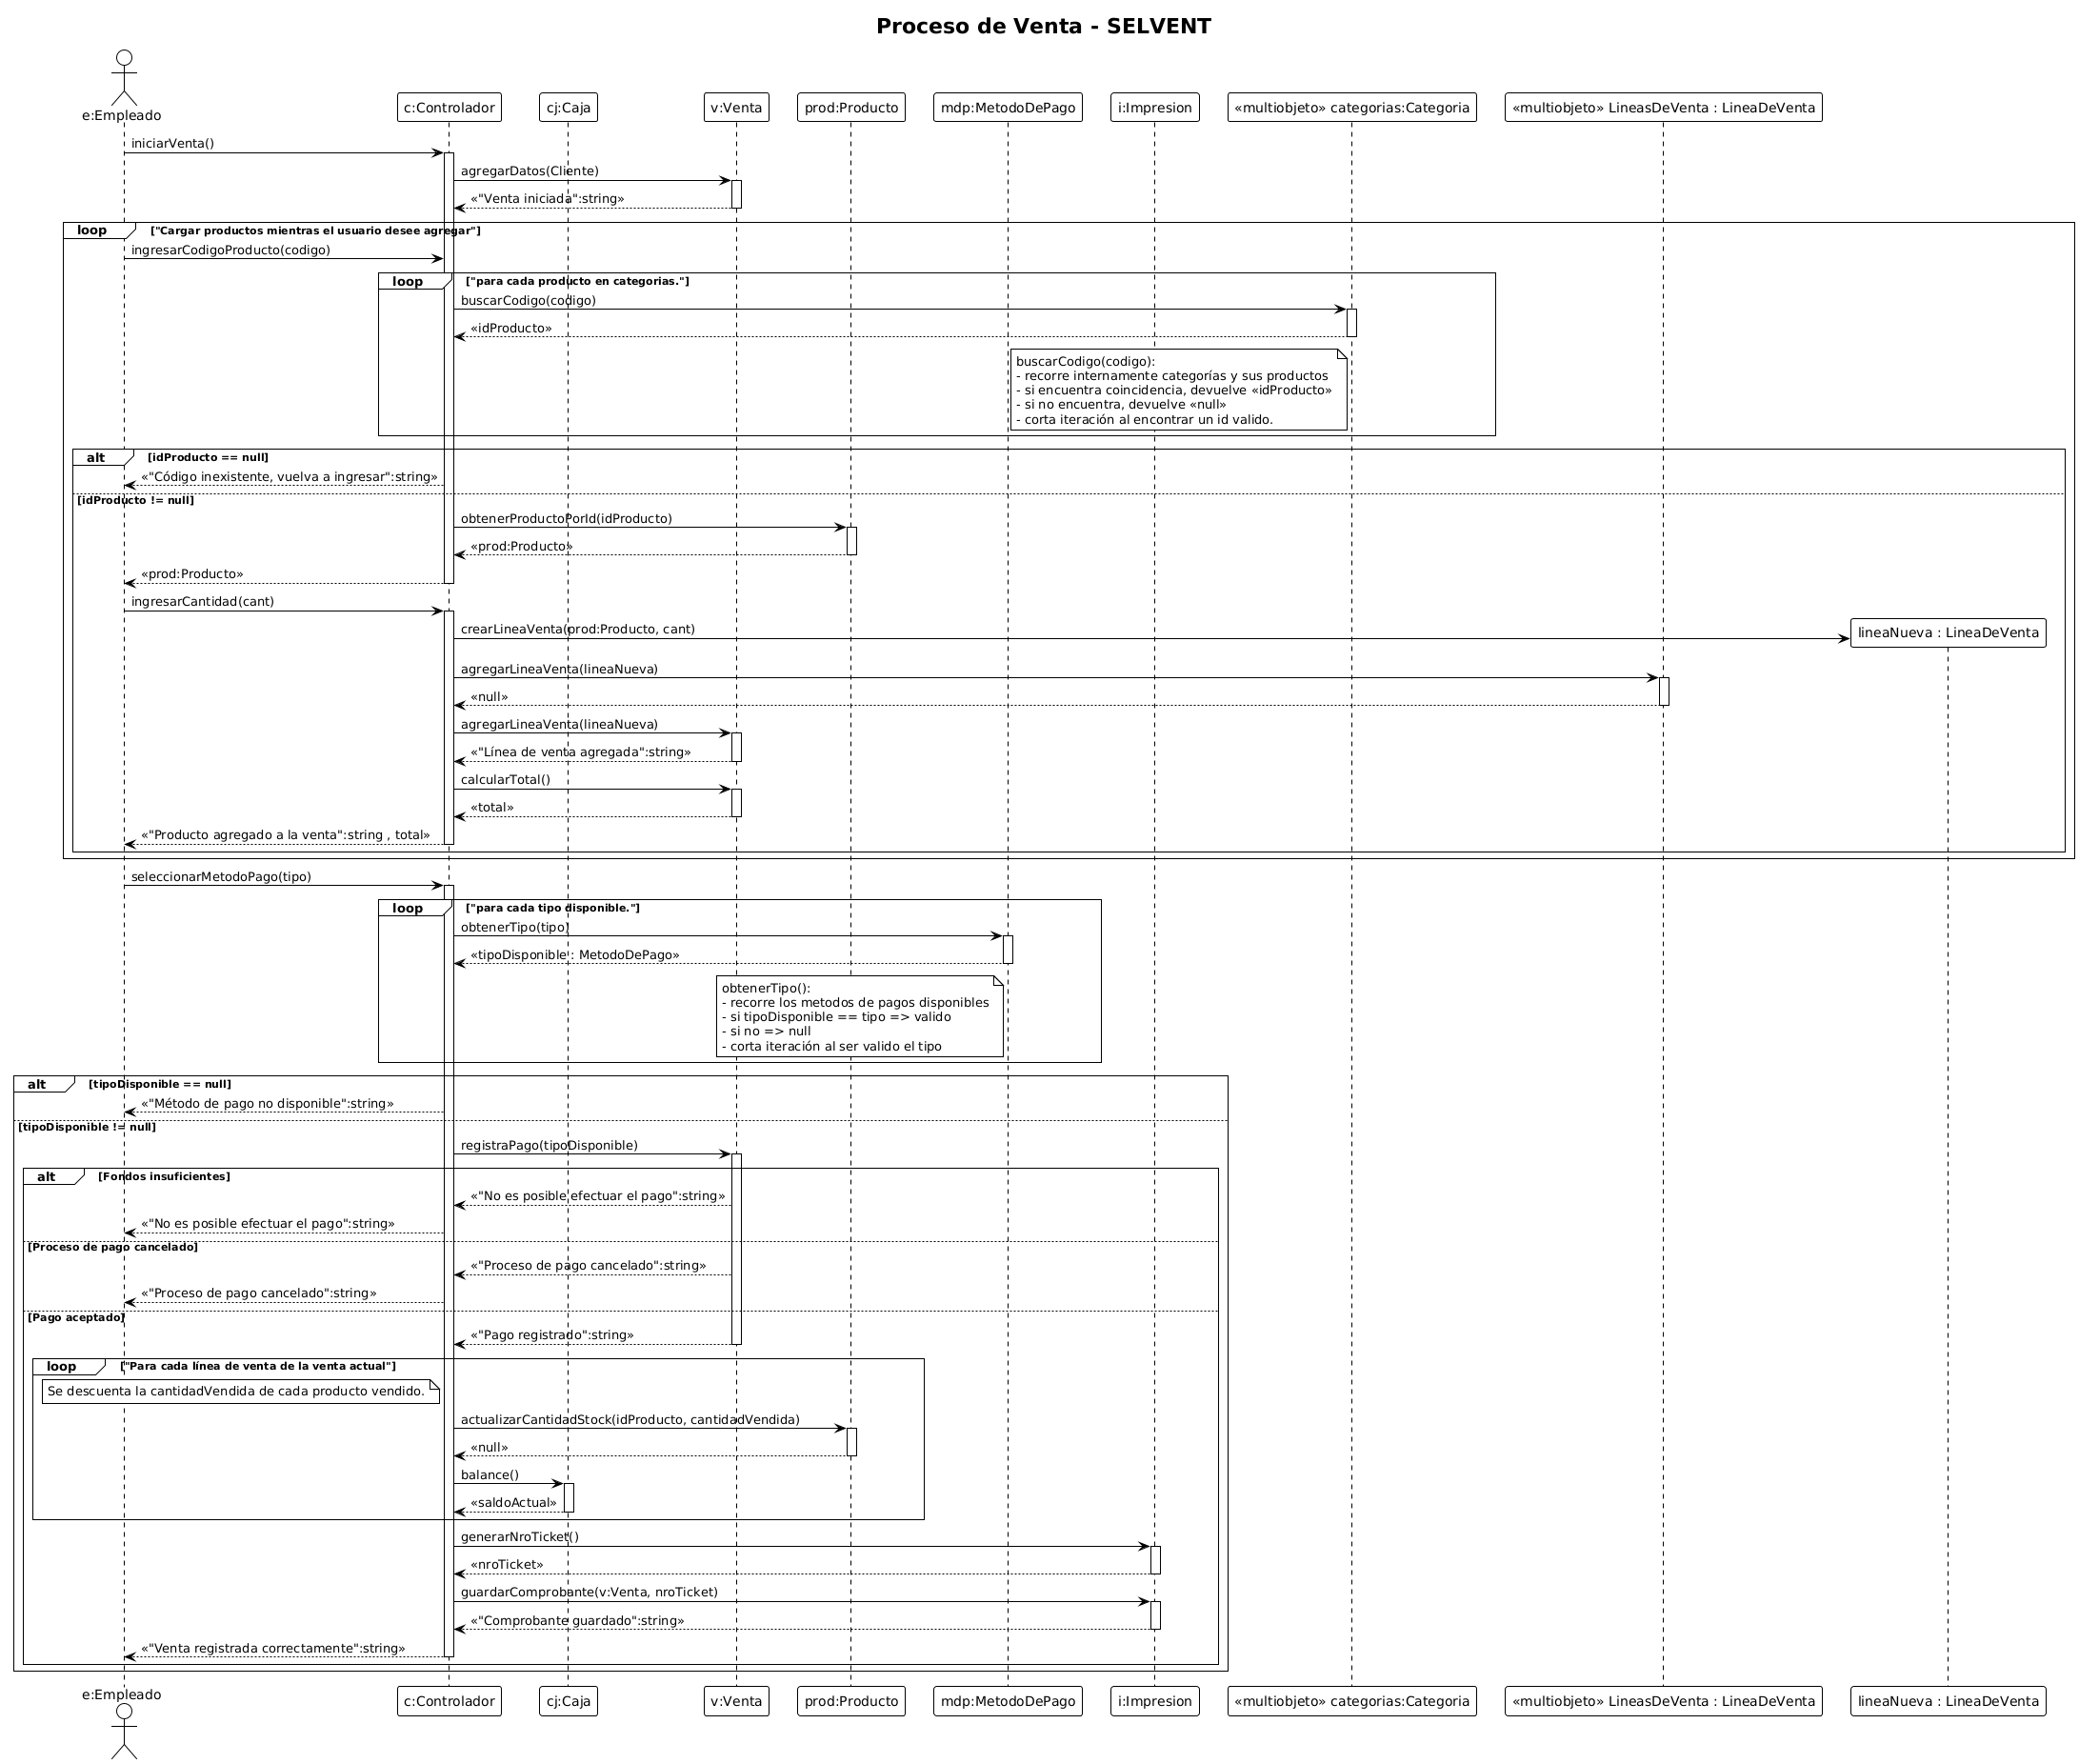 Proceso de Venta - SELVENT
e:Empleado
c:Controlador
cj:Caja
v:Venta
prod:Producto
mdp:MetodoDePago
i:Impresion
«multiobjeto» categorias:Categoria
«multiobjeto» LineasDeVenta : LineaDeVenta
iniciarVenta()
agregarDatos(Cliente)
«"Venta iniciada":string»
loop ["Cargar productos mientras el usuario desee agregar"]
ingresarCodigoProducto(codigo)
loop ["para cada producto en categorias."]
buscarCodigo(codigo)
«idProducto»
buscarCodigo(codigo):
- recorre internamente categorías y sus productos
- si encuentra coincidencia, devuelve «idProducto»
- si no encuentra, devuelve «null»
- corta iteración al encontrar un id valido.
alt [idProducto == null]
«"Código inexistente, vuelva a ingresar":string»
[idProducto != null]
obtenerProductoPorId(idProducto)
«prod:Producto»
«prod:Producto»
ingresarCantidad(cant)
crearLineaVenta(prod:Producto, cant)
lineaNueva : LineaDeVenta
agregarLineaVenta(lineaNueva)
«null»
agregarLineaVenta(lineaNueva)
«"Línea de venta agregada":string»
calcularTotal()
«total»
«"Producto agregado a la venta":string , total»
seleccionarMetodoPago(tipo)
loop ["para cada tipo disponible."]
obtenerTipo(tipo)
«tipoDisponible : MetodoDePago»
obtenerTipo():
- recorre los metodos de pagos disponibles
- si tipoDisponible == tipo => valido
- si no => null
- corta iteración al ser valido el tipo
alt [tipoDisponible == null]
«"Método de pago no disponible":string»
[tipoDisponible != null]
registraPago(tipoDisponible)
alt [Fondos insuficientes]
«"No es posible efectuar el pago":string»
«"No es posible efectuar el pago":string»
[Proceso de pago cancelado]
«"Proceso de pago cancelado":string»
«"Proceso de pago cancelado":string»
[Pago aceptado]
«"Pago registrado":string»
loop ["Para cada línea de venta de la venta actual"]
Se descuenta la cantidadVendida de cada producto vendido.
actualizarCantidadStock(idProducto, cantidadVendida)
«null»
balance()
«saldoActual»
generarNroTicket()
«nroTicket»
guardarComprobante(v:Venta, nroTicket)
«"Comprobante guardado":string»
«"Venta registrada correctamente":string»
e:Empleado
c:Controlador
cj:Caja
v:Venta
prod:Producto
mdp:MetodoDePago
i:Impresion
«multiobjeto» categorias:Categoria
«multiobjeto» LineasDeVenta : LineaDeVenta
lineaNueva : LineaDeVenta